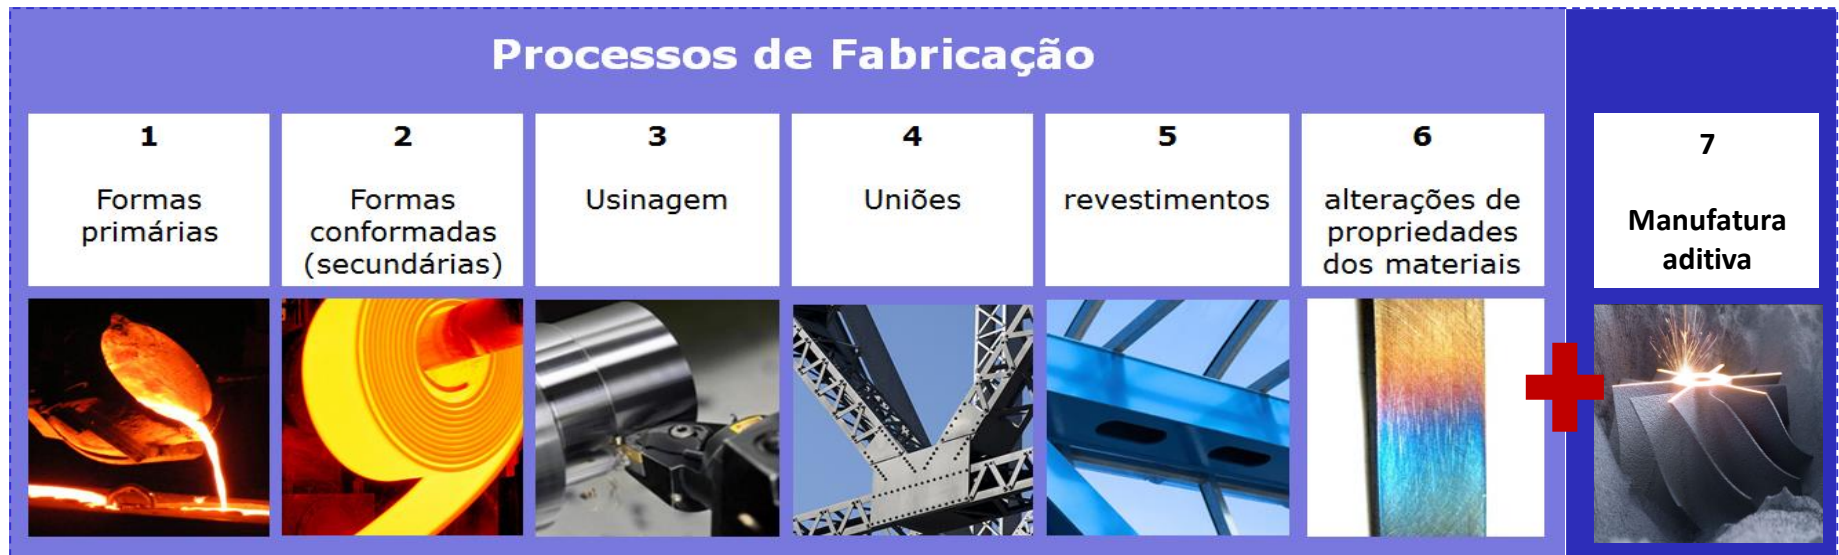 Processos de Fabricação
1
Formas
primárias
2
Formas
conformadas
(secundárias)
3
Usinagem
4
Uniões
5
revestimentos
6
alterações de
propriedades
dos materiais
7
Manufatura
aditiva